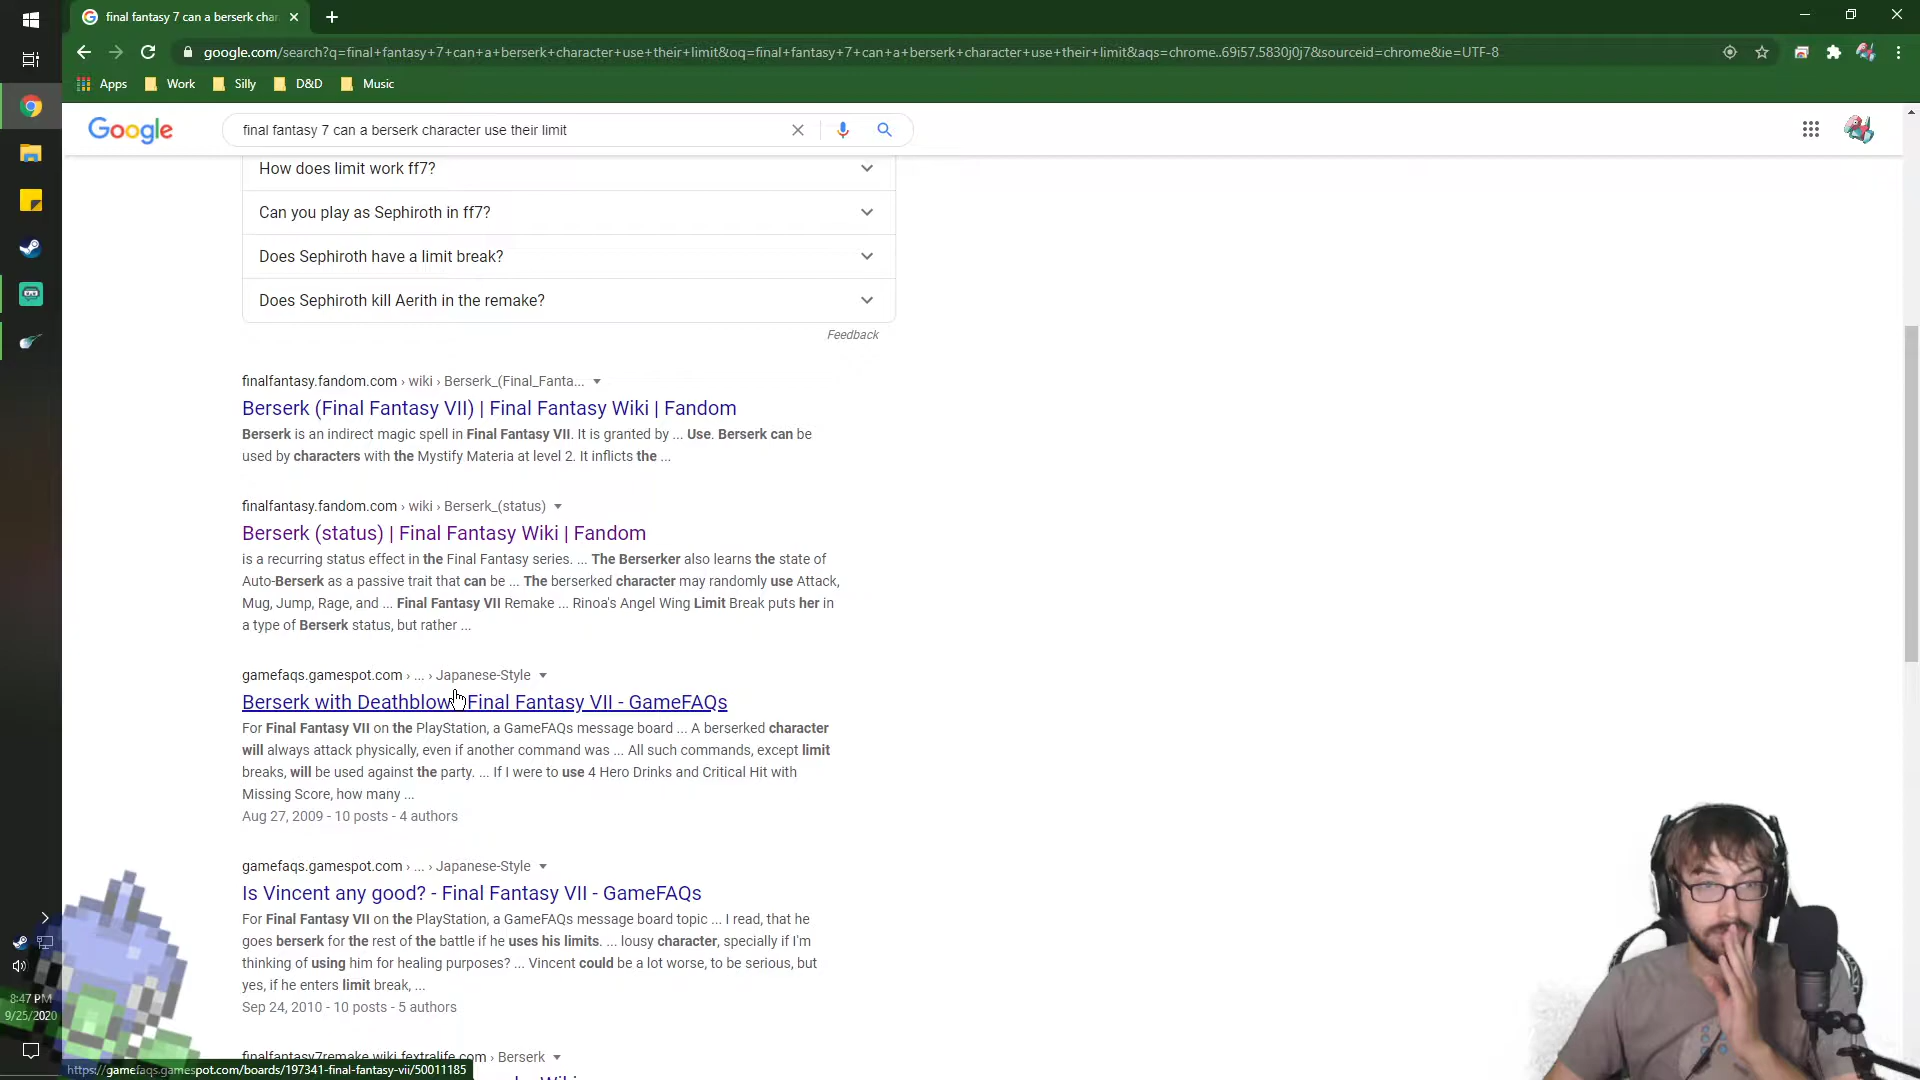 final fantasy 7 can a berserk char
google.com/search?q=final+fantasy+7+can+a+berserk+character+use+their+limit&oq=final+fantasy+7+can+a+berserk+character+use+their+limit&aqs=chrome..69i57.5830j0j7&sourceid=chrome&ie=UTF-8
Apps Work Silly D&D Music
Google final fantasy 7 can a berserk character use their limit
How does limit work ff7?
Can you play as Sephiroth in ff7?
Does Sephiroth have a limit break?
Does Sephiroth kill Aerith in the remake?
Feedback
finalfantasy.fandom.com › wiki › Berserk_(Final_Fanta...
Berserk (Final Fantasy VII) | Final Fantasy Wiki | Fandom
Berserk is an indirect magic spell in Final Fantasy VII. It is granted by ... Use. Berserk can be
used by characters with the Mystify Materia at level 2. It inflicts the ...
finalfantasy.fandom.com › wiki › Berserk_(status)
Berserk (status) | Final Fantasy Wiki | Fandom
is a recurring status effect in the Final Fantasy series. ... The Berserker also learns the state of
Auto-Berserk as a passive trait that can be ... The berserked character may randomly use Attack,
Mug, Jump, Rage, and ... Final Fantasy VII Remake ... Rinoa's Angel Wing Limit Break puts her in
a type of Berserk status, but rather ...
gamefaqs.gamespot.com › ... › Japanese-Style
Berserk with Deathblow - Final Fantasy VII - GameFAQs
For Final Fantasy VII on the PlayStation, a GameFAQs message board ... A berserked character
will always attack physically, even if another command was ... All such commands, except limit
breaks, will be used against the party. ... If I were to use 4 Hero Drinks and Critical Hit with
Missing Score, how many ...
Aug 27, 2009 - 10 posts - 4 authors
gamefaqs.gamespot.com › ... › Japanese-Style
Is Vincent any good? - Final Fantasy VII - GameFAQs
For Final Fantasy VII on the PlayStation, a GameFAQs message board topic ... I read, that he
goes berserk for the rest of the battle if he uses his limits. ... lousy character, specially if I'm
thinking of using him for healing purposes? ... Vincent could be a lot worse, to be serious, but
yes, if he enters limit break, ...
Sep 24, 2010 - 10 posts - 5 authors
finalfantasy7remake.wiki.fextralife.com › Berserk
https://gamefaqs.gamespot.com/boards/197341-final-fantasy-vii/50011185
8:47 PM
9/25/2020